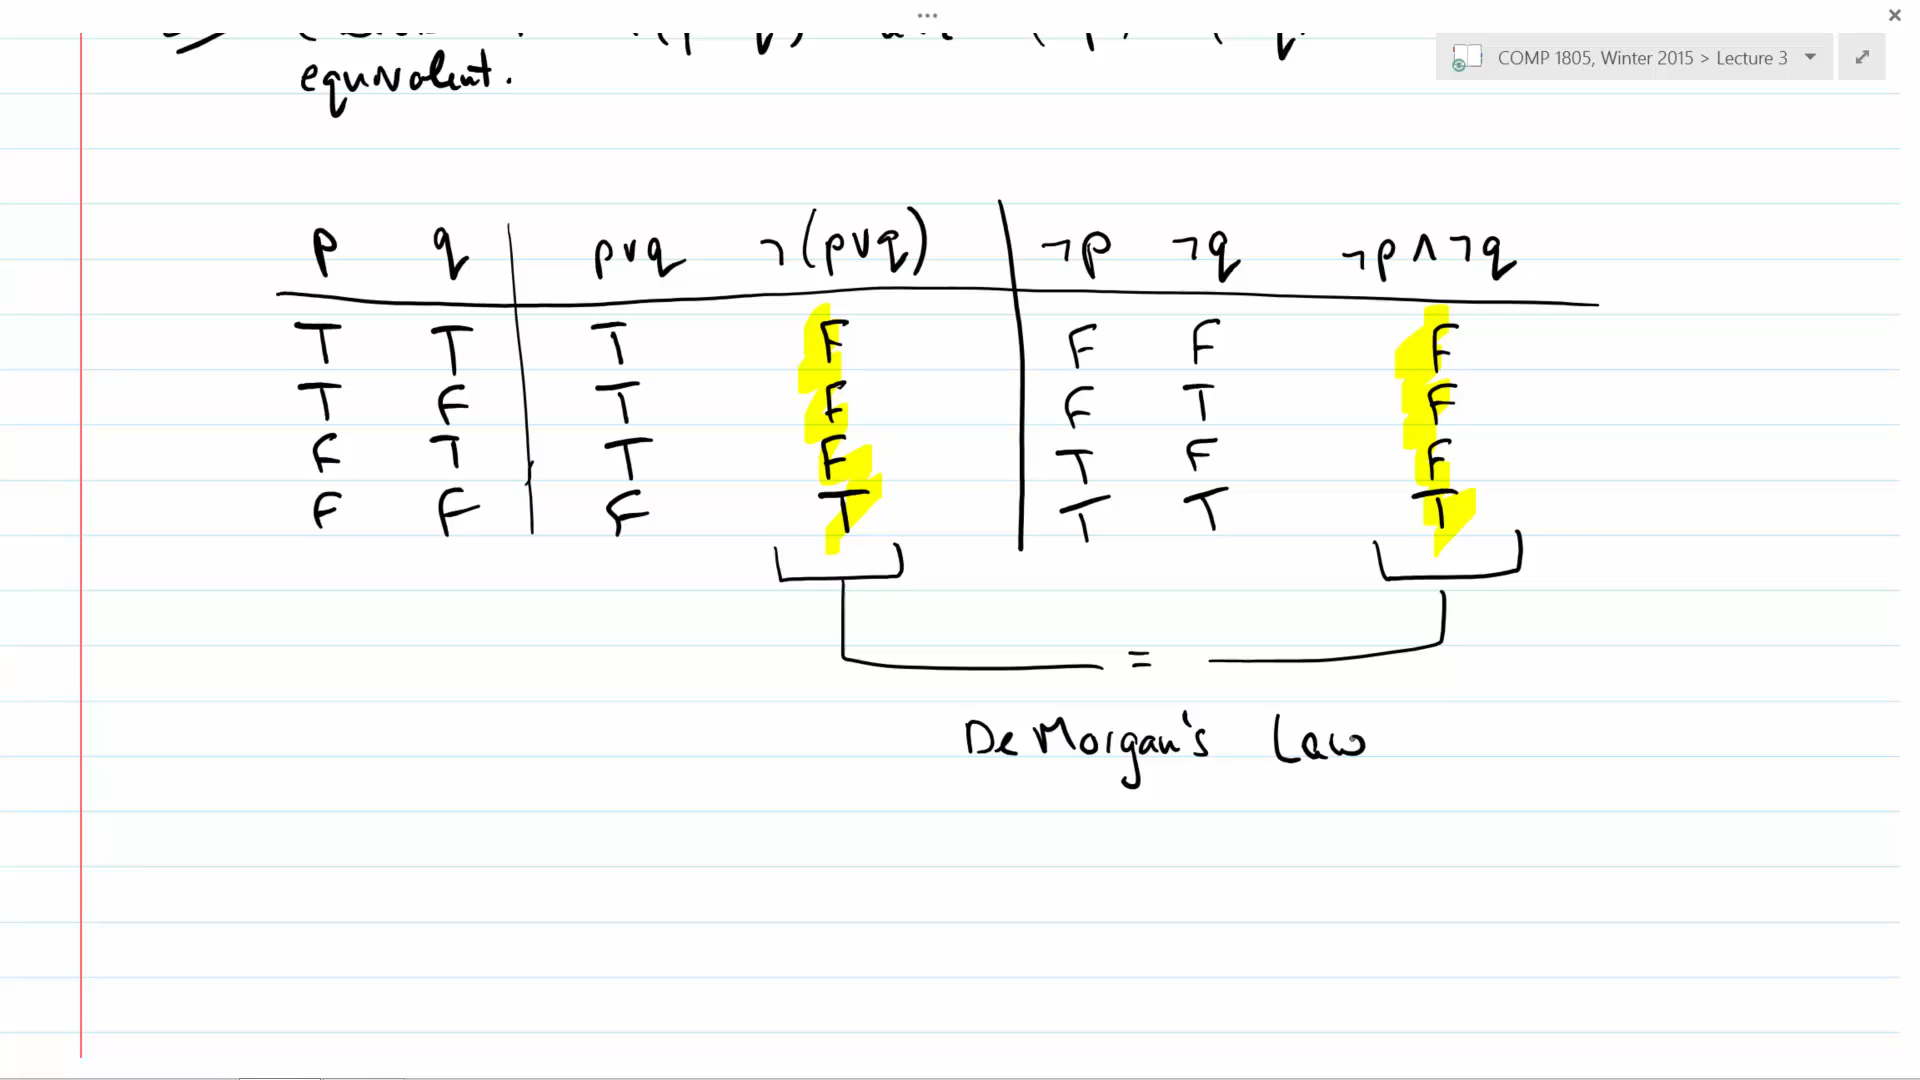 COMP 1805, Winter 2015 > Lecture 3
equivalent.
p q p∨q ¬(p∨q) ¬p ¬q ¬p∧¬q
T T T F F F F
T F T F F T F
F T T F T F F
F F F T T T T
=
De Morgan's Law